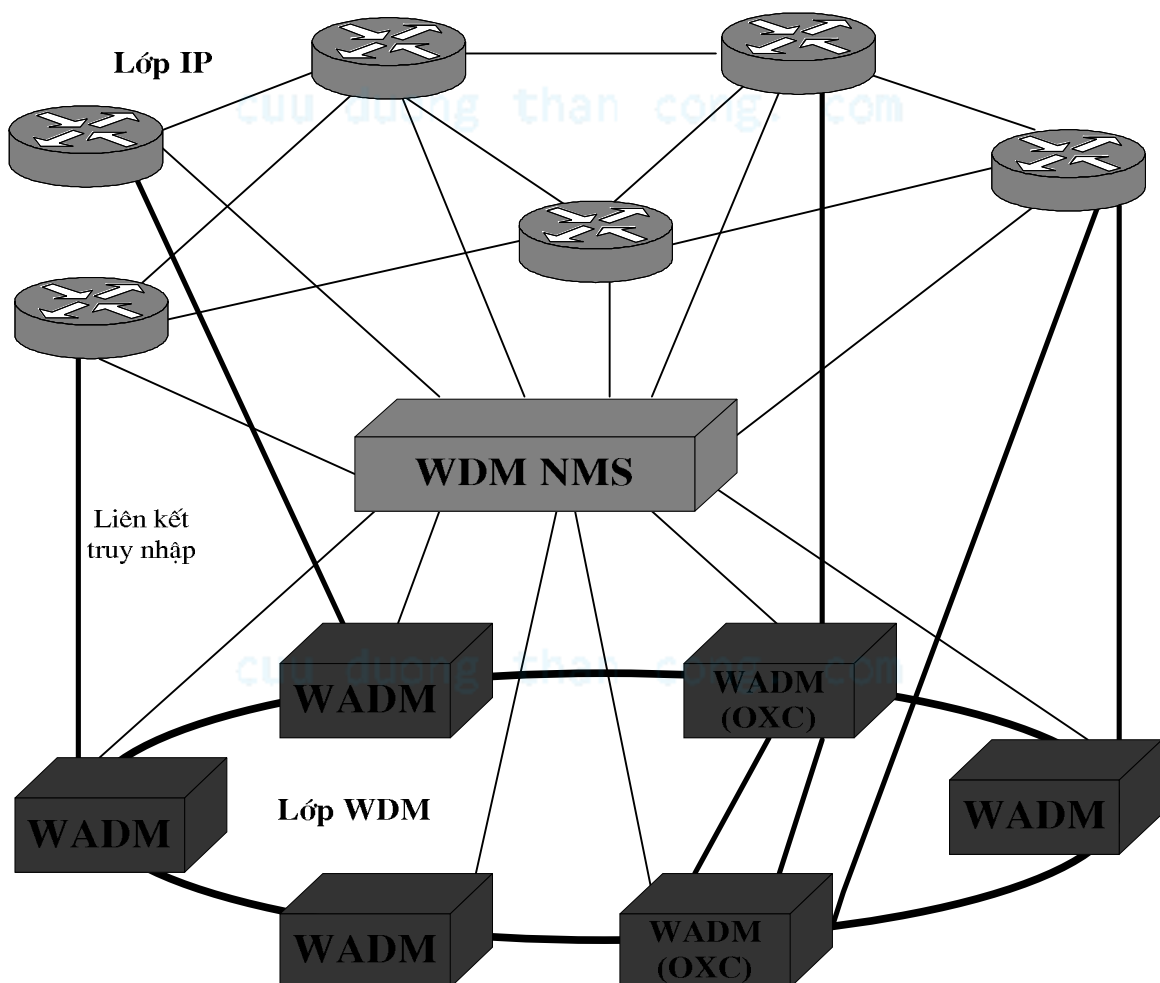 Lớp IP
cuu duong than cong. com
WDM NMS
Liên kết
truy nhập
cuu duong than cong. com
WADM
WADM
(OXC)
WADM
Lớp WDM
WADM
WADM
WADM
(OXC)